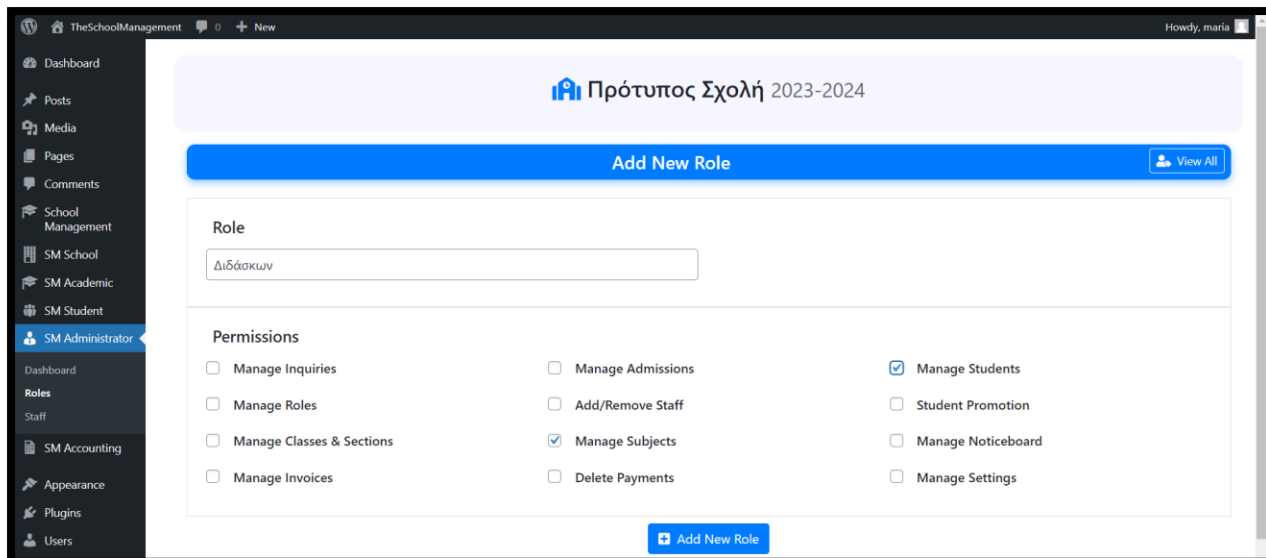 TheSchoolManagement 0 + New Howdy, maria
Dashboard
Posts
Media
Pages
Comments
School
Management
SM School
SM Academic
SM Student
SM Administrator
Dashboard
Roles
Staff
SM Accounting
Appearance
Plugins
Users
Πρότυπος Σχολή 2023-2024
Add New Role
View All
Role
Διδάσκων
Permissions
Manage Inquiries Manage Admissions Manage Students
Manage Roles Add/Remove Staff Student Promotion
Manage Classes & Sections Manage Subjects Manage Noticeboard
Manage Invoices Delete Payments Manage Settings
Add New Role